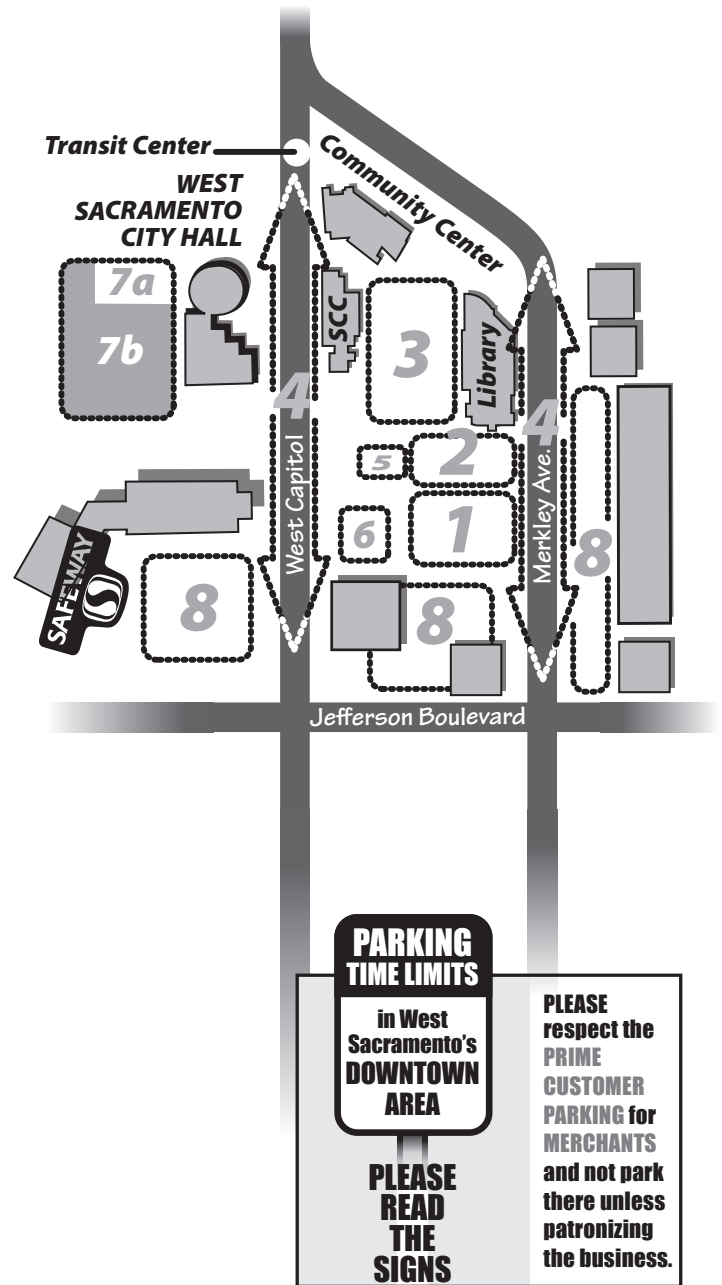 Transit Center
Community Center
WEST
SACRAMENTO
CITY HALL
7a
7b
SCC
3
Library
4
4
West Capitol
Merkley Ave.
5
2
6
1
8
SAFEWAY
S
8
8
Jefferson Boulevard
PARKING
TIME LIMITS
in West
Sacramento's
DOWNTOWN
AREA
PLEASE
READ
THE
SIGNS
PLEASE
respect the
PRIME
CUSTOMER
PARKING for
MERCHANTS
and not park
there unless
patronizing
the business.